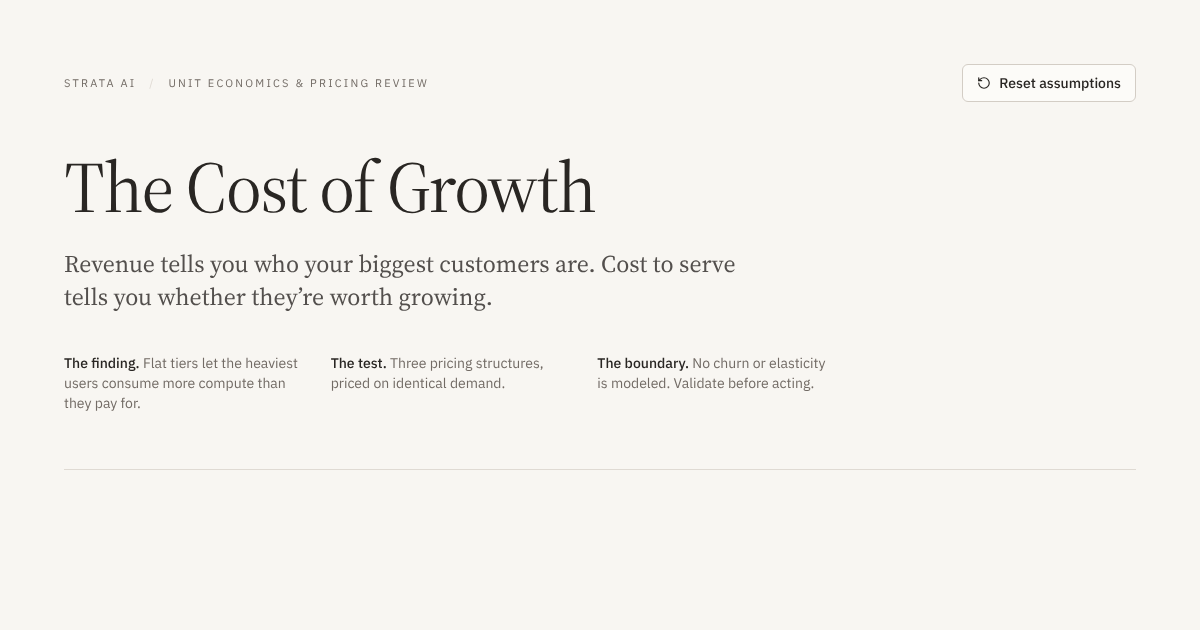 STRATA AI / UNIT ECONOMICS & PRICING REVIEW
Reset assumptions
The Cost of Growth
Revenue tells you who your biggest customers are. Cost to serve
tells you whether they’re worth growing.
The finding. Flat tiers let the heaviest
users consume more compute than
they pay for.
The test. Three pricing structures,
priced on identical demand.
The boundary. No churn or elasticity
is modeled. Validate before acting.